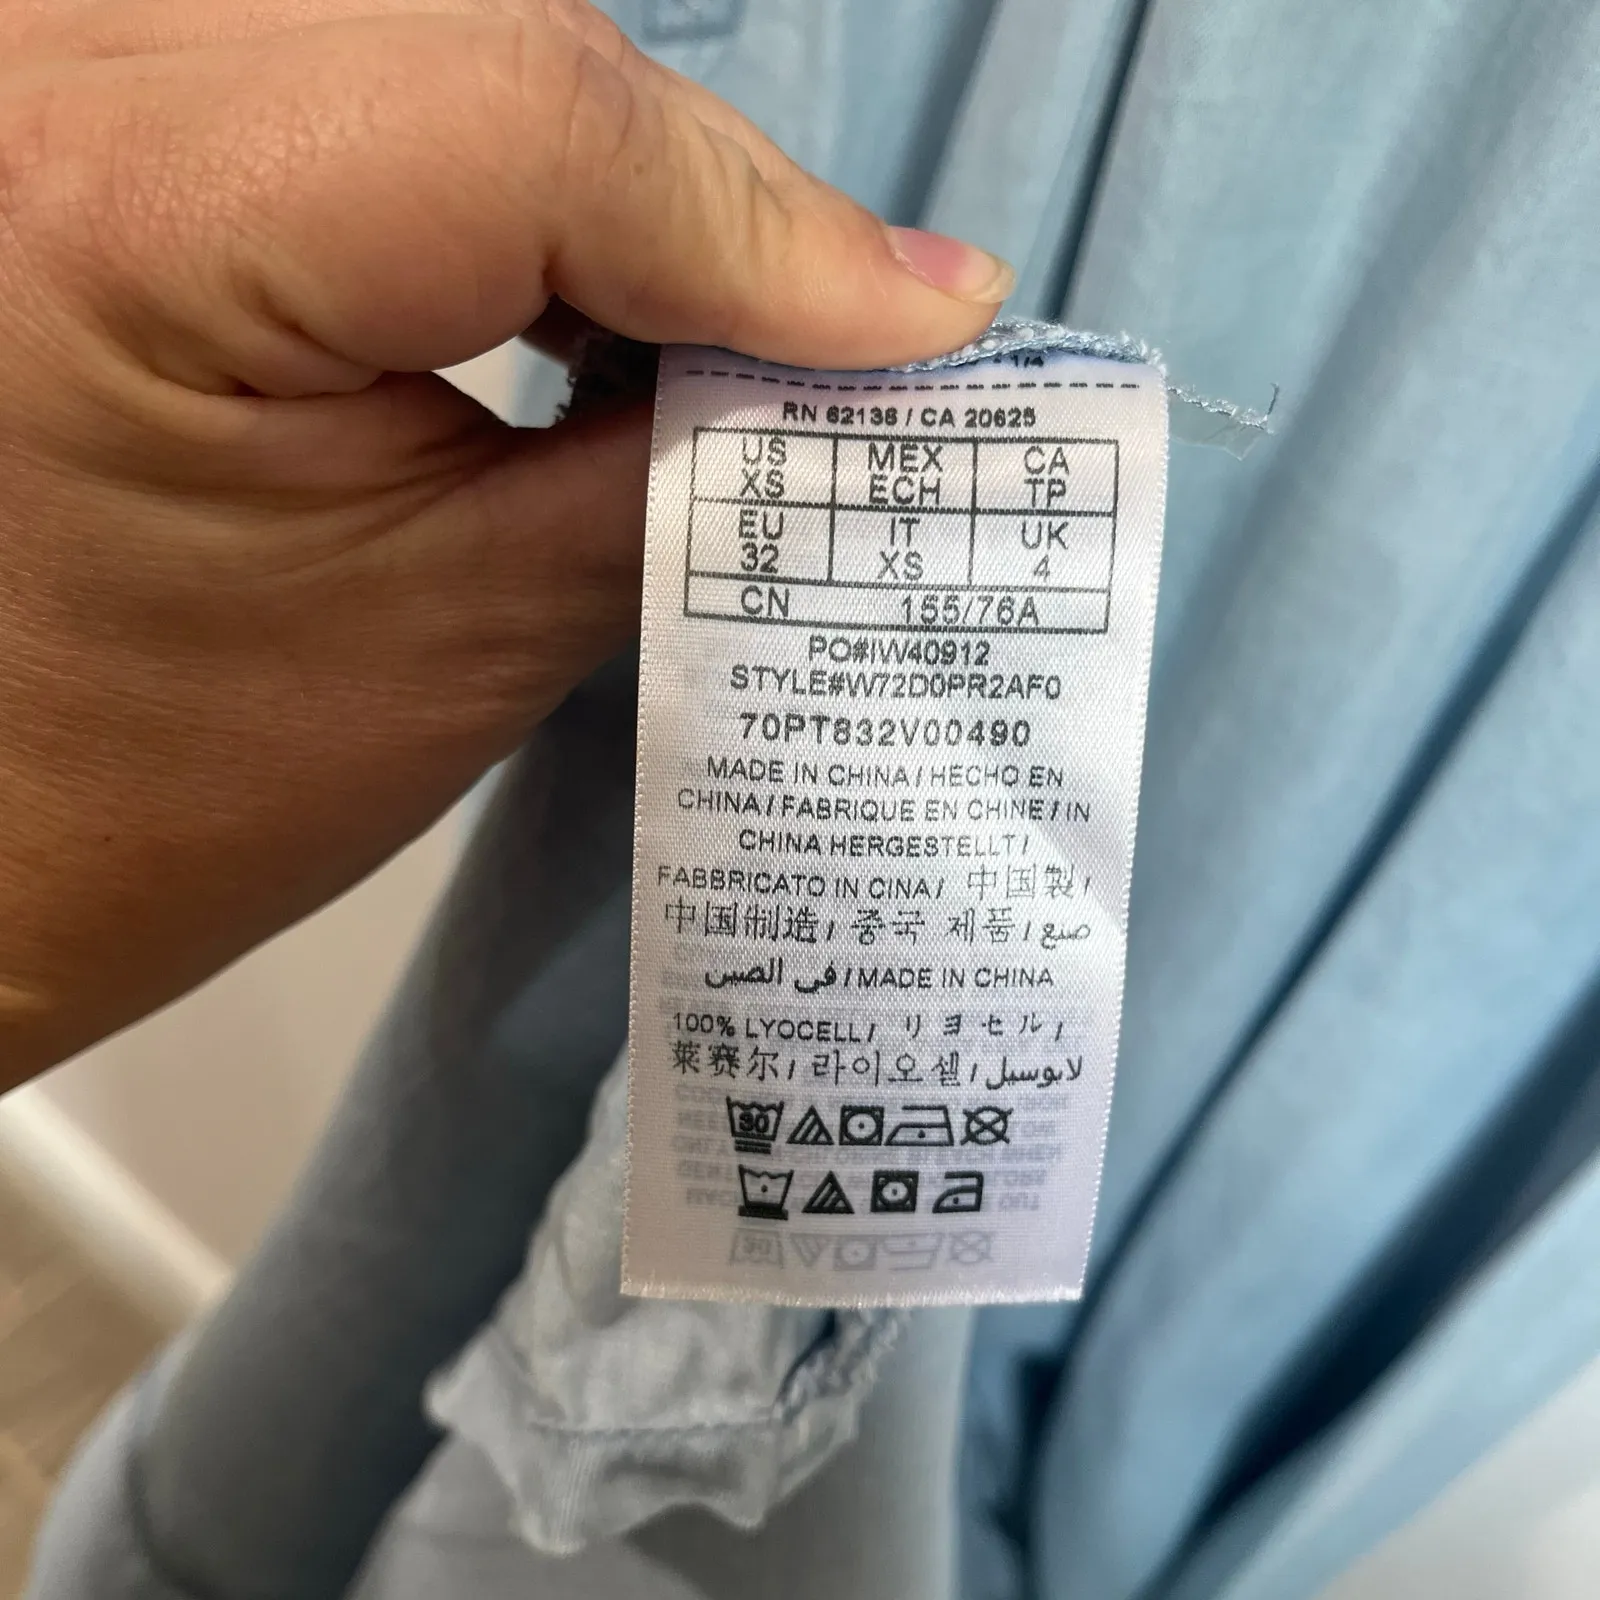 1/4
RN 62138 / CA 20625
US MEX CA
XS ECH TP
EU IT UK
32 XS 4
CN 155/76A
PO#IW40912
STYLE#W72D0PR2AF0
70PT832V00490
MADE IN CHINA / HECHO EN
CHINA / FABRIQUE EN CHINE / IN
CHINA HERGESTELLT /
FABBRICATO IN CINA / 中国製 /
中国制造 / 중국 제품 / صنع
في الصين / MADE IN CHINA
100% LYOCELL / リヨセル /
莱赛尔 / 라이오셀 / لايوسيل
30